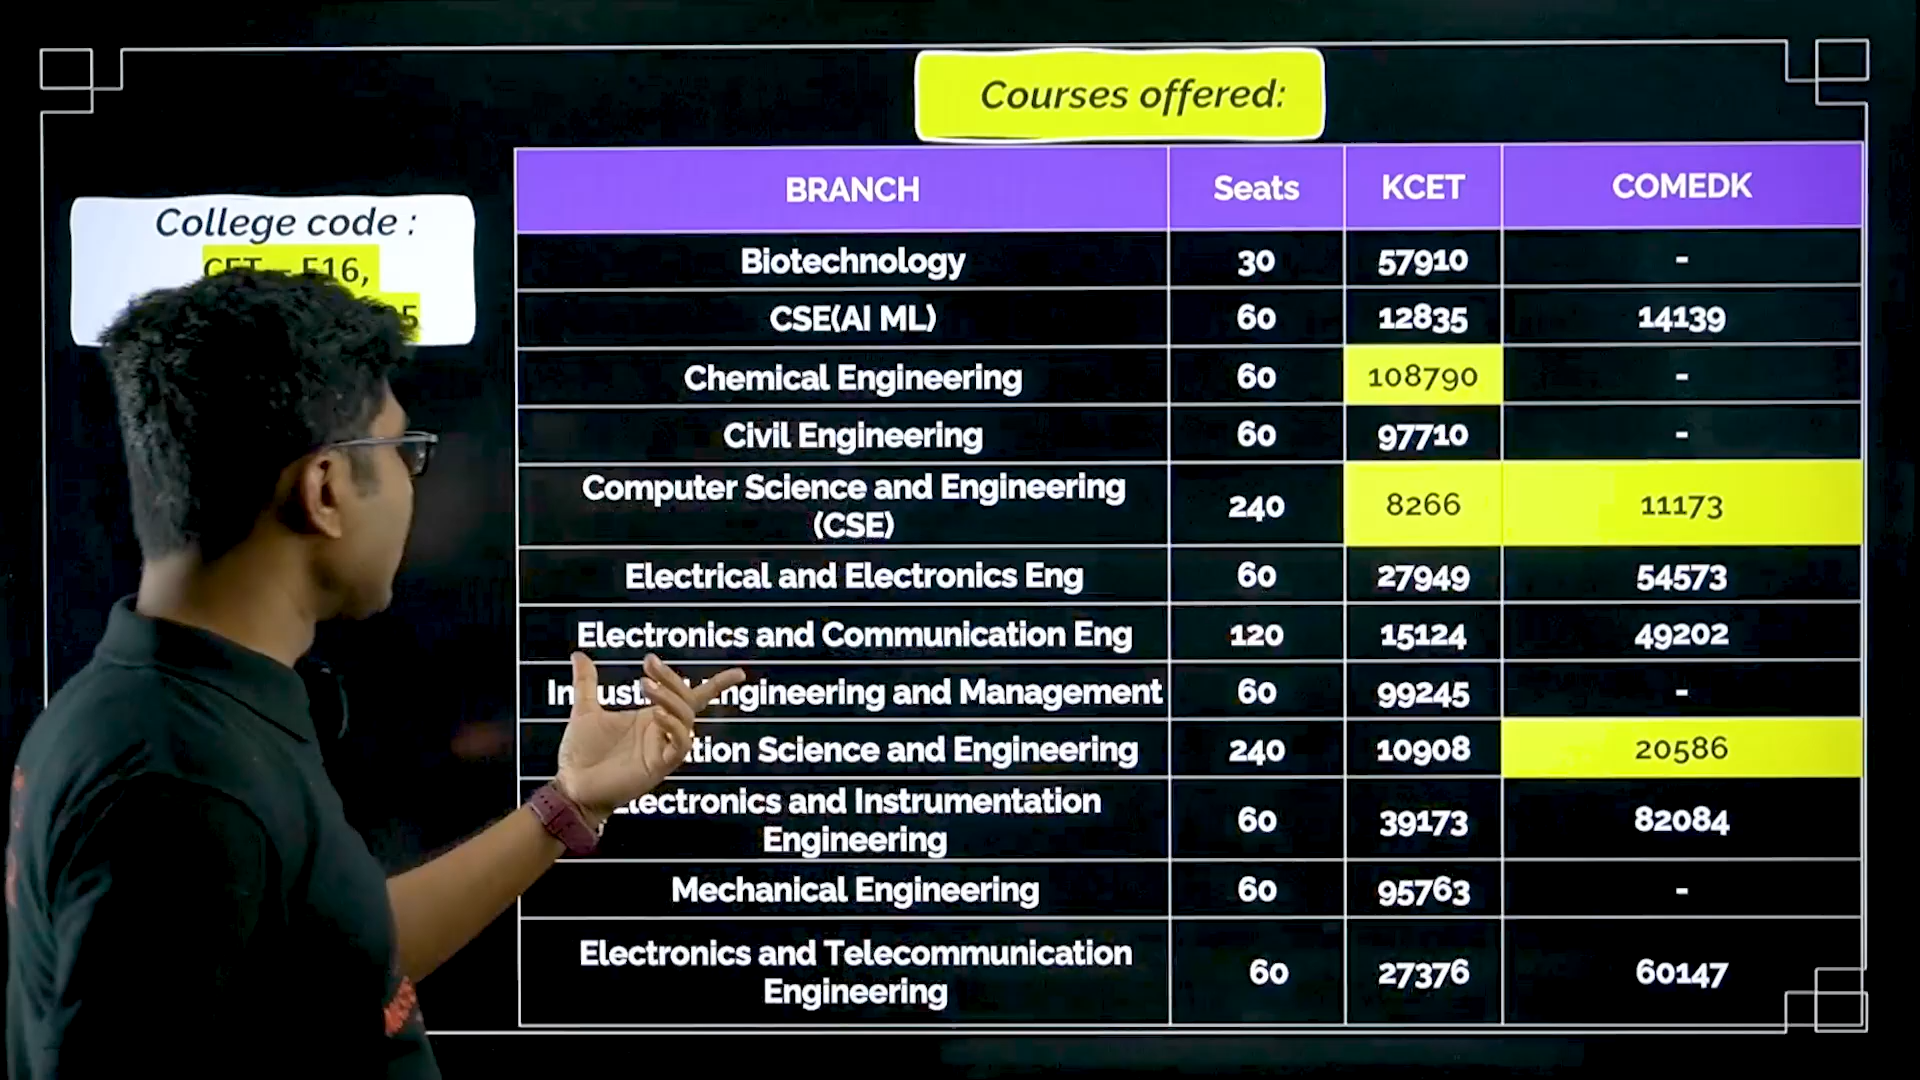 Courses offered:
College code :
E16,
BRANCH Seats KCET COMEDK
Biotechnology 30 57910 -
CSE(AI ML) 60 12835 14139
Chemical Engineering 60 108790 -
Civil Engineering 60 97710 -
Computer Science and Engineering
(CSE) 240 8266 11173
Electrical and Electronics Eng 60 27949 54573
Electronics and Communication Eng 120 15124 49202
Engineering and Management 60 99245 -
Science and Engineering 240 10908 20586
Electronics and Instrumentation
Engineering 60 39173 82084
Mechanical Engineering 60 95763 -
Electronics and Telecommunication
Engineering 60 27376 60147